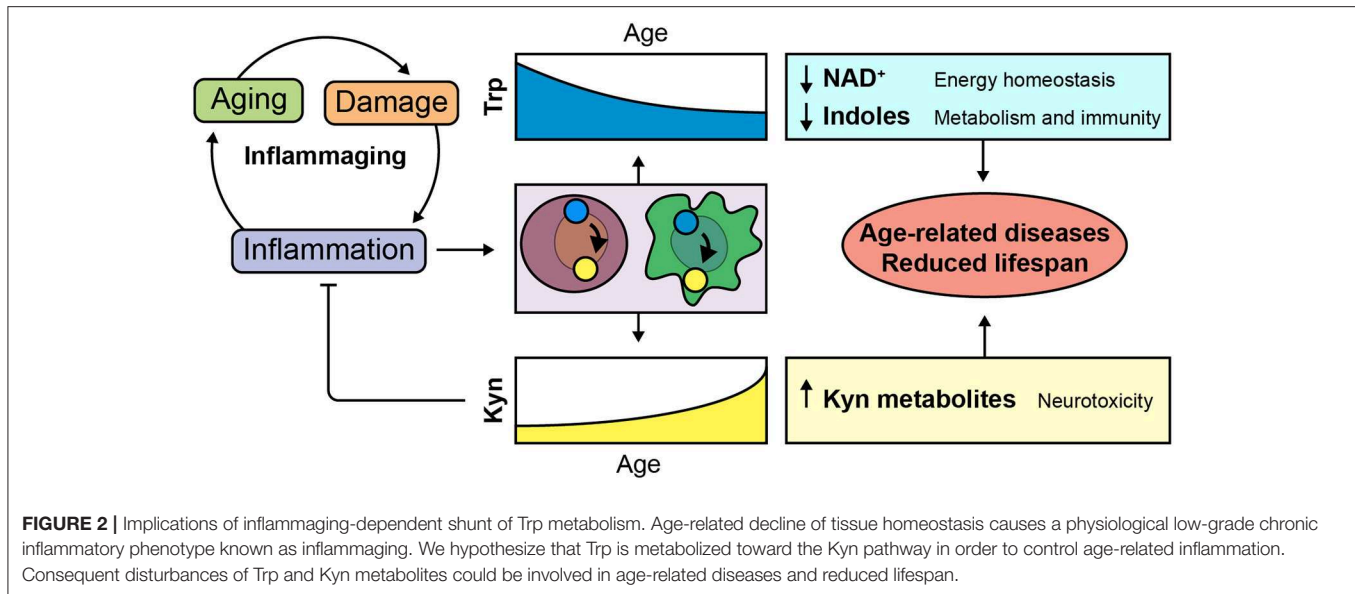 Aging
Damage
Inflammaging
Inflammation
Age
Trp
Kyn
Age
↓ NAD⁺ Energy homeostasis
↓ Indoles Metabolism and immunity
Age-related diseases
Reduced lifespan
↑ Kyn metabolites Neurotoxicity
FIGURE 2 | Implications of inflammaging-dependent shunt of Trp metabolism. Age-related decline of tissue homeostasis causes a physiological low-grade chronic
inflammatory phenotype known as inflammaging. We hypothesize that Trp is metabolized toward the Kyn pathway in order to control age-related inflammation.
Consequent disturbances of Trp and Kyn metabolites could be involved in age-related diseases and reduced lifespan.